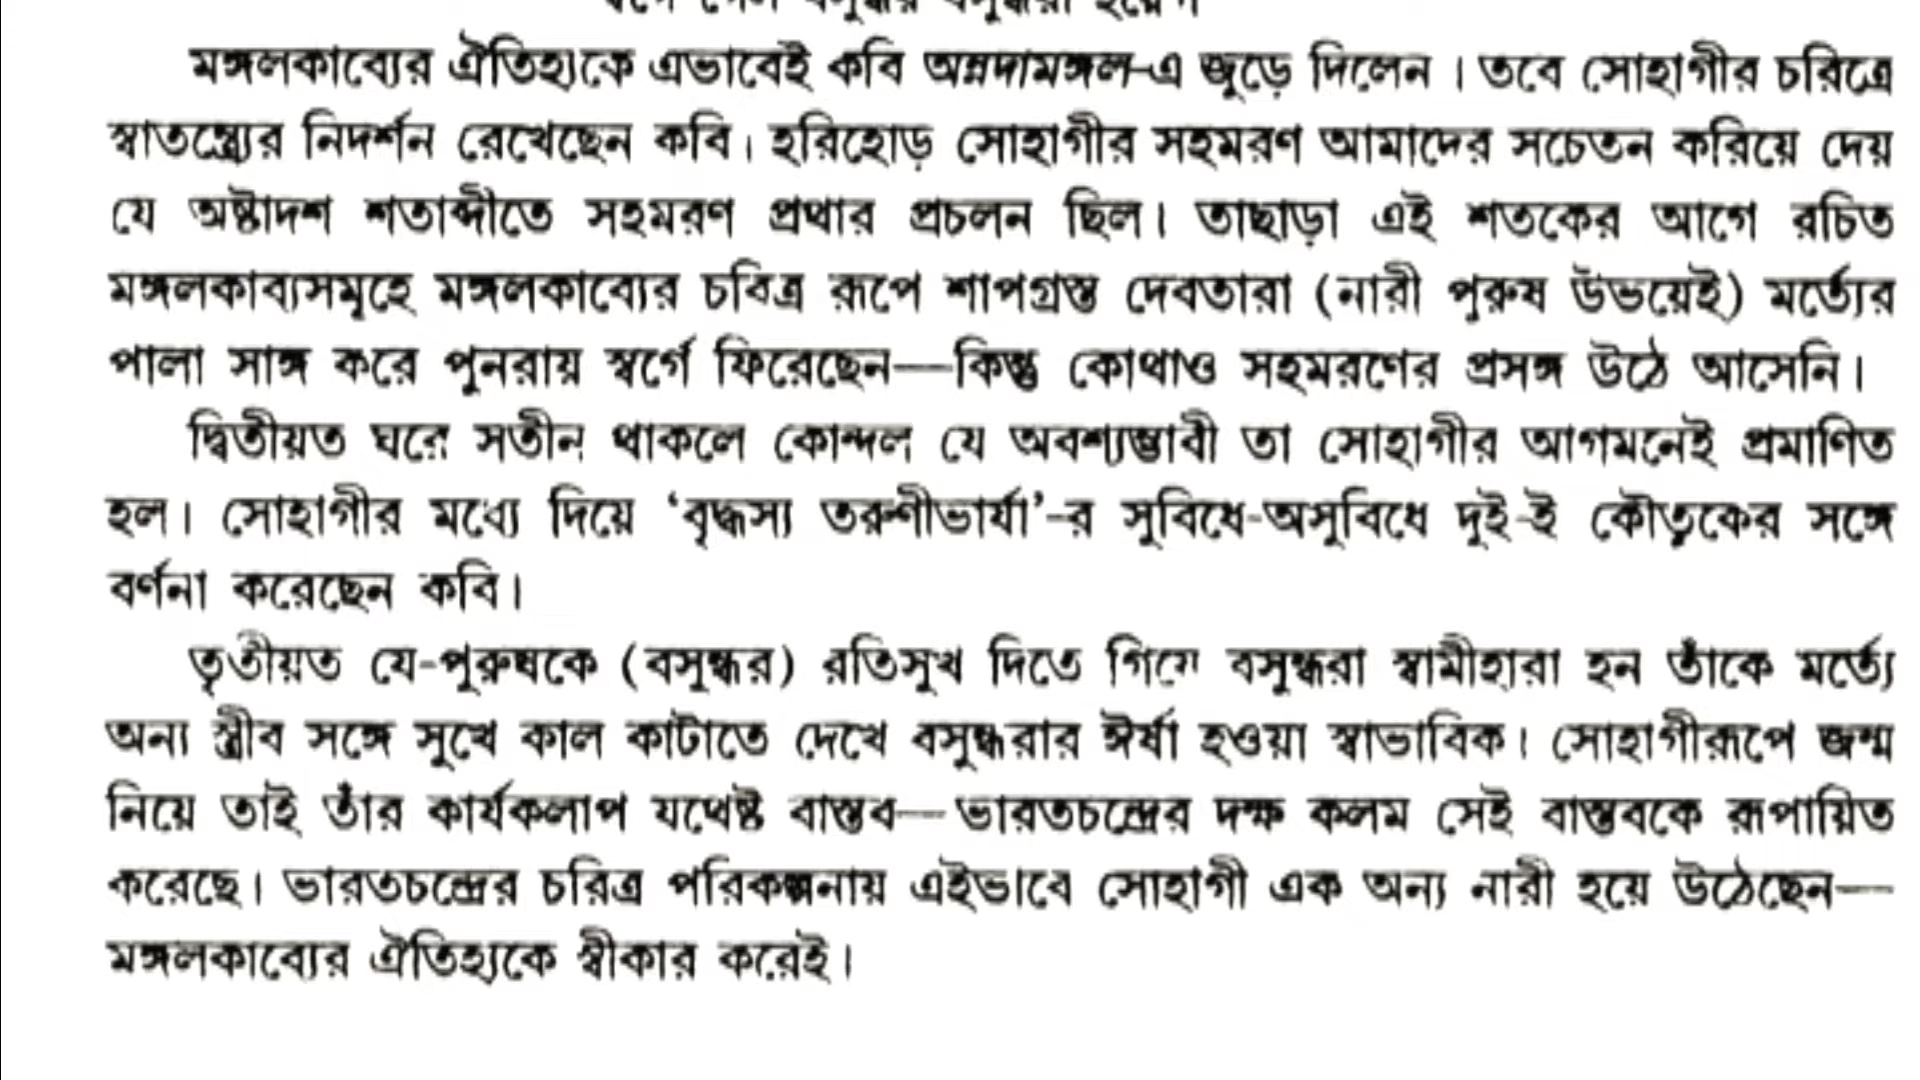 মঙ্গলকাব্যের ঐতিহ্যকে এভাবেই কবি অন্নদামঙ্গল-এ জুড়ে দিলেন। তবে সোহাগীর চরিত্রে
স্বাতন্ত্র্যের নিদর্শন রেখেছেন কবি। হরিহোড় সোহাগীর সহমরণ আমাদের সচেতন করিয়ে দেয়
যে অষ্টাদশ শতাব্দীতে সহমরণ প্রথার প্রচলন ছিল। তাছাড়া এই শতকের আগে রচিত
মঙ্গলকাব্যসমূহে মঙ্গলকাব্যের চবিত্র রূপে শাপগ্রস্ত দেবতারা (নারী পুরুষ উভয়েই) মর্ত্যের
পালা সাঙ্গ করে পুনরায় স্বর্গে ফিরেছেন—কিন্তু কোথাও সহমরণের প্রসঙ্গ উঠে আসেনি।
দ্বিতীয়ত ঘরে সতীন থাকলে কোন্দল যে অবশ্যম্ভাবী তা সোহাগীর আগমনেই প্রমাণিত
হল। সোহাগীর মধ্যে দিয়ে ‘বৃদ্ধস্য তরুণীভার্যা’-র সুবিধে-অসুবিধে দুই-ই কৌতুকের সঙ্গে
বর্ণনা করেছেন কবি।
তৃতীয়ত যে-পুরুষকে (বসুন্ধর) রতিসুখ দিতে গিয়ে বসুন্ধরা স্বামীহারা হন তাঁকে মর্ত্যে
অন্য স্ত্রীব সঙ্গে সুখে কাল কাটাতে দেখে বসুন্ধরার ঈর্ষা হওয়া স্বাভাবিক। সোহাগীরূপে জন্ম
নিয়ে তাই তাঁর কার্যকলাপ যথেষ্ট বাস্তব—ভারতচন্দ্রের দক্ষ কলম সেই বাস্তবকে রূপায়িত
করেছে। ভারতচন্দ্রের চরিত্র পরিকল্পনায় এইভাবে সোহাগী এক অন্য নারী হয়ে উঠেছেন—
মঙ্গলকাব্যের ঐতিহ্যকে স্বীকার করেই।